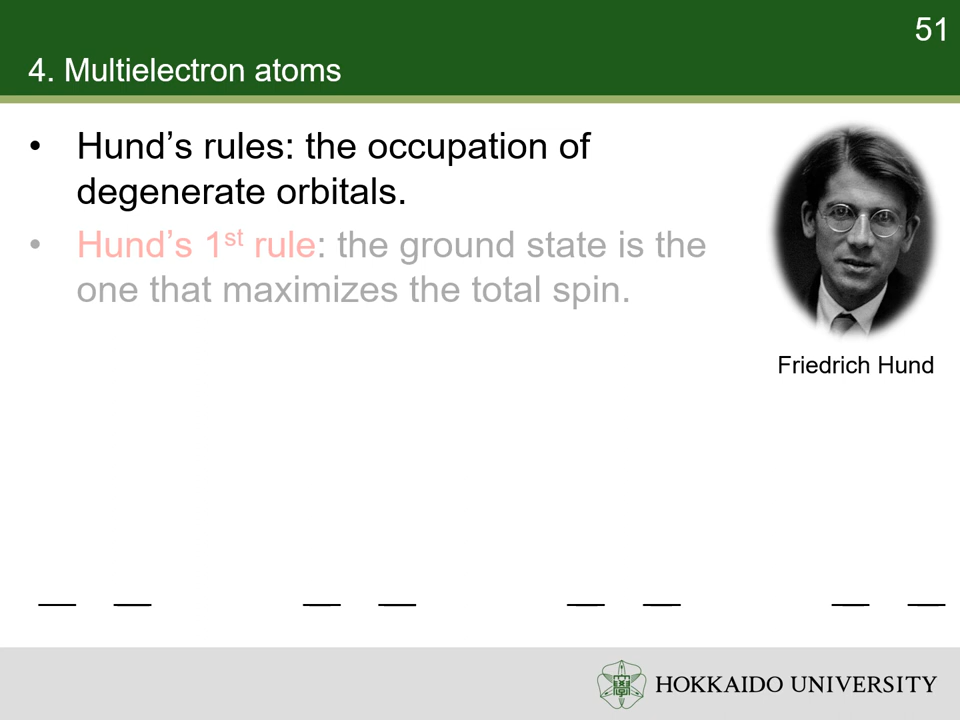 51
4. Multielectron atoms
• Hund’s rules: the occupation of
degenerate orbitals.
• Hund’s 1st rule: the ground state is the
one that maximizes the total spin.
Friedrich Hund
HOKKAIDO UNIVERSITY